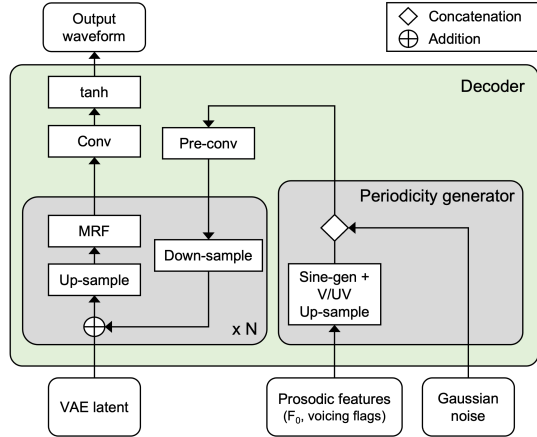 Output
waveform
Concatenation
Addition
Decoder
tanh
Conv
Pre-conv
Periodicity generator
MRF
Up-sample
Down-sample
Sine-gen +
V/UV
Up-sample
x N
VAE latent
Prosodic features
(F₀, voicing flags)
Gaussian
noise